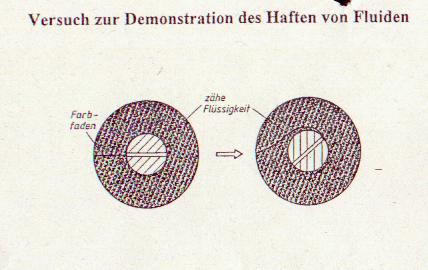 Versuch zur Demonstration des Haften von Fluiden
Farb-
faden
zähe
Flüssigkeit